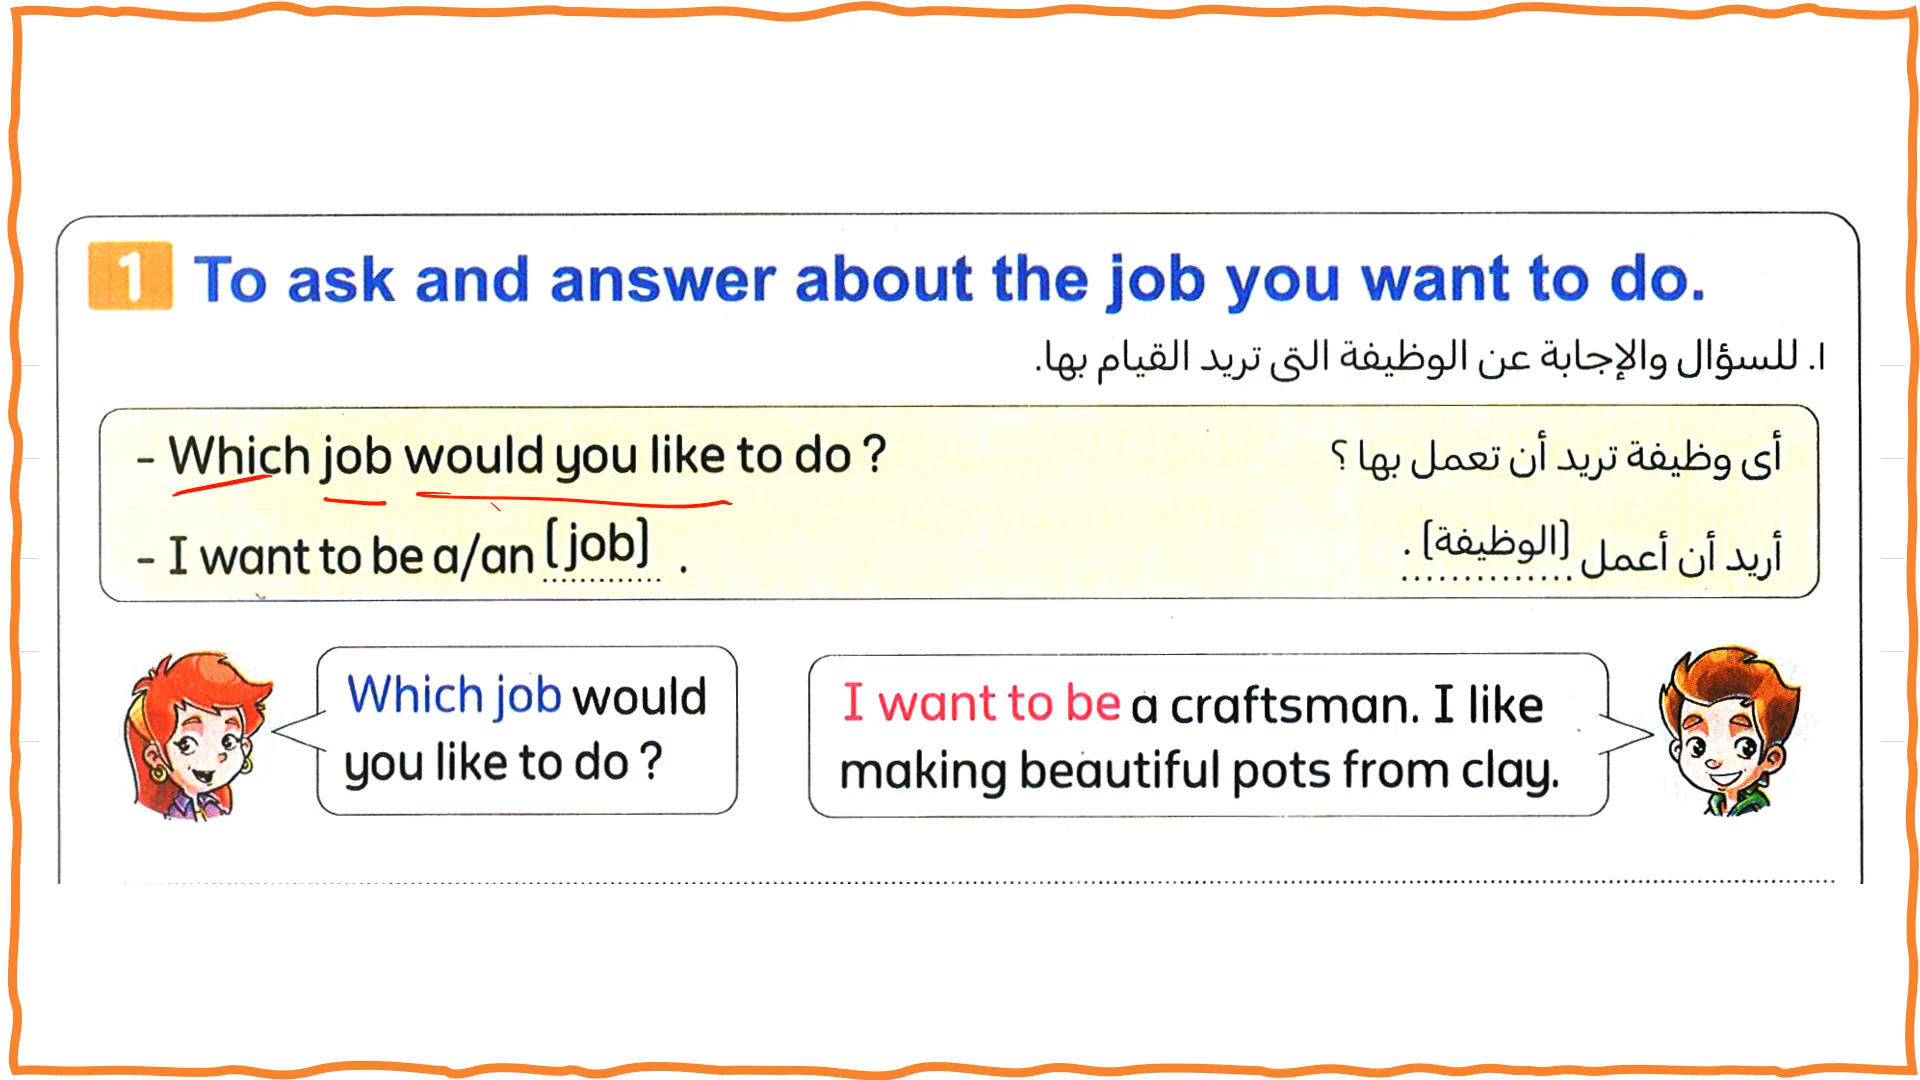 1 To ask and answer about the job you want to do.
١. للسؤال والإجابة عن الوظيفة التى تريد القيام بها.
- Which job would you like to do ?
أى وظيفة تريد أن تعمل بها ؟
- I want to be a/an [job] .
أريد أن أعمل [الوظيفة] .
Which job would
you like to do ?
I want to be a craftsman. I like
making beautiful pots from clay.